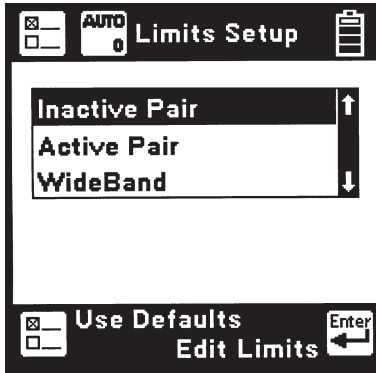 AUTO
0
Limits Setup
Inactive Pair
Active Pair
WideBand
Use Defaults
Enter
Edit Limits